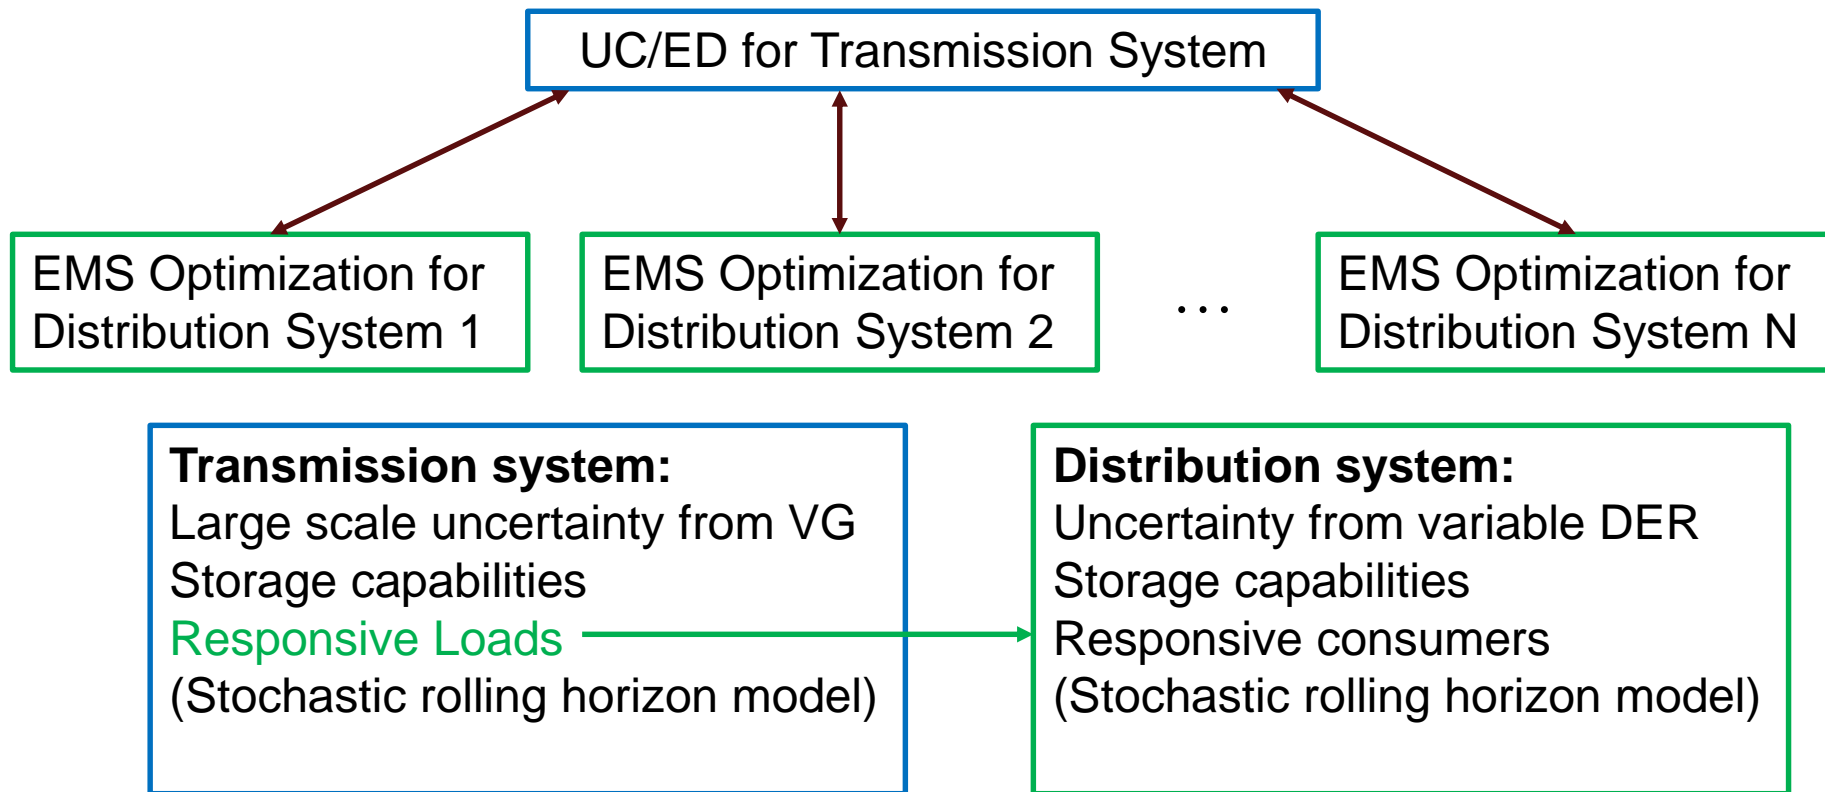 UC/ED for Transmission System
EMS Optimization for
Distribution System 1
EMS Optimization for
Distribution System 2
...
EMS Optimization for
Distribution System N
Transmission system:
Large scale uncertainty from VG
Storage capabilities
Responsive Loads
(Stochastic rolling horizon model)
Distribution system:
Uncertainty from variable DER
Storage capabilities
Responsive consumers
(Stochastic rolling horizon model)